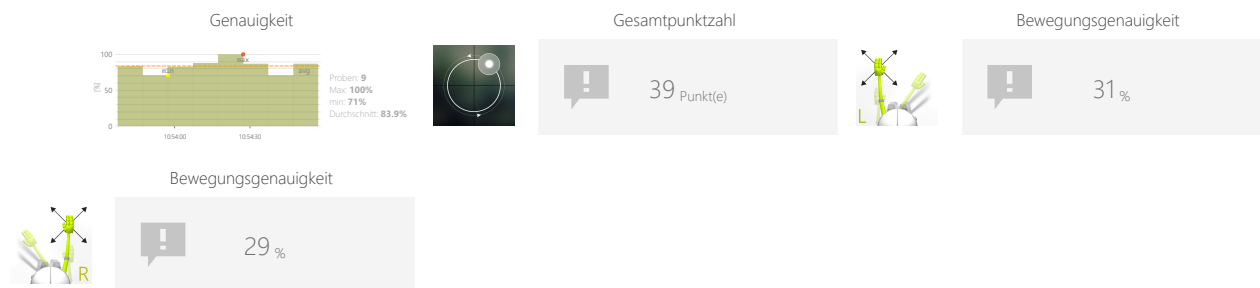 Genauigkeit
100
[%]
50
0
min
max
avg
10:54:00
10:54:30
Proben: 9
Max: 100%
min: 71%
Durchschnitt: 83.9%
Gesamtpunktzahl
39 Punkt(e)
Bewegungsgenauigkeit
L
31 %
Bewegungsgenauigkeit
R
29 %